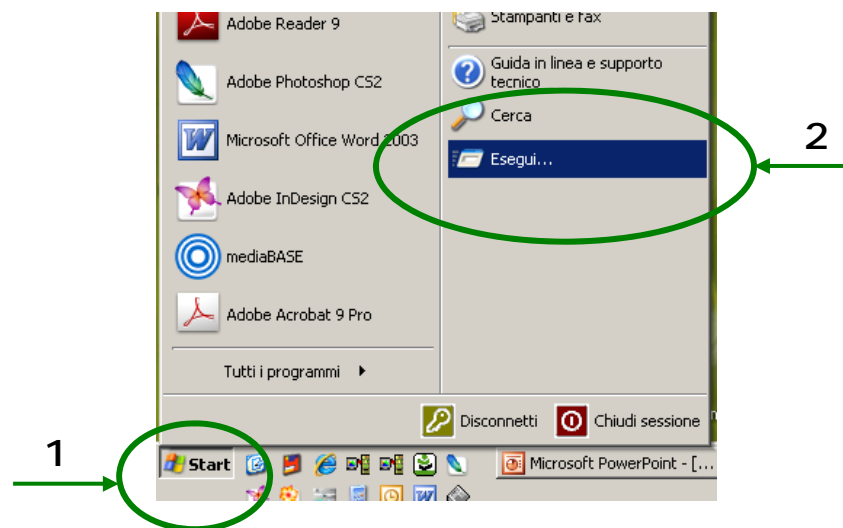 Adobe Reader 9
Adobe Photoshop CS2
Microsoft Office Word 2003
Adobe InDesign CS2
mediaBASE
Adobe Acrobat 9 Pro
Tutti i programmi
Stampanti e fax
Guida in linea e supporto
tecnico
Cerca
Esegui...
2
Disconnetti
Chiudi sessione
1
Start
Microsoft PowerPoint - [...